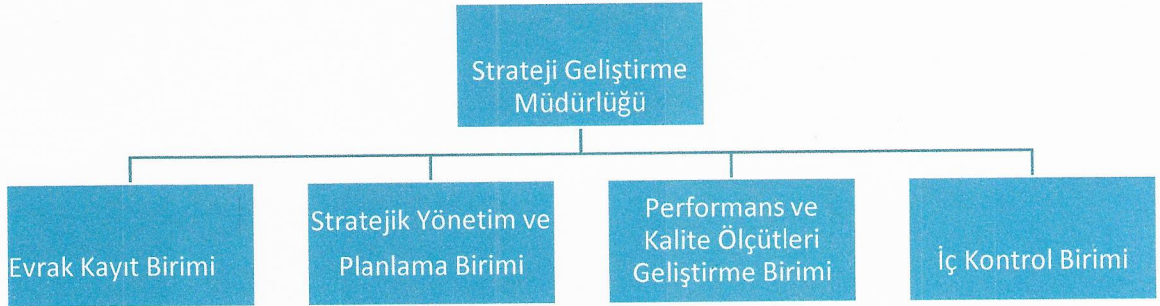 Strateji Geliştirme
Müdürlüğü
Evrak Kayıt Birimi
Stratejik Yönetim ve
Planlama Birimi
Performans ve
Kalite Ölçütleri
Geliştirme Birimi
İç Kontrol Birimi